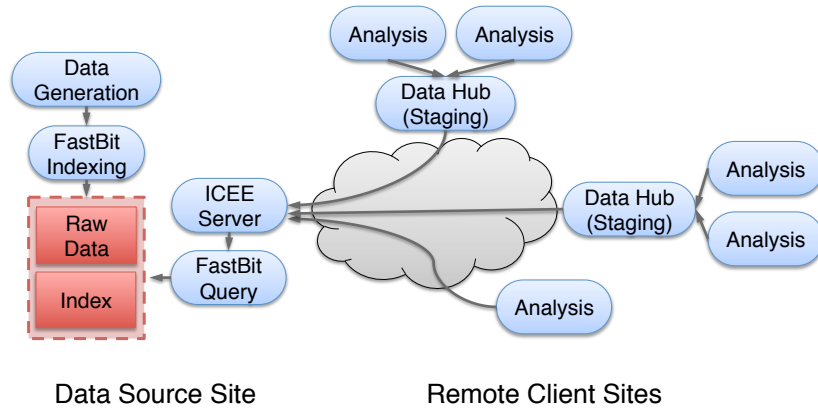 Analysis
Analysis
Data
Generation
Data Hub
(Staging)
FastBit
Indexing
Analysis
ICEE
Server
Data Hub
(Staging)
Raw
Data
Analysis
FastBit
Query
Index
Analysis
Data Source Site
Remote Client Sites